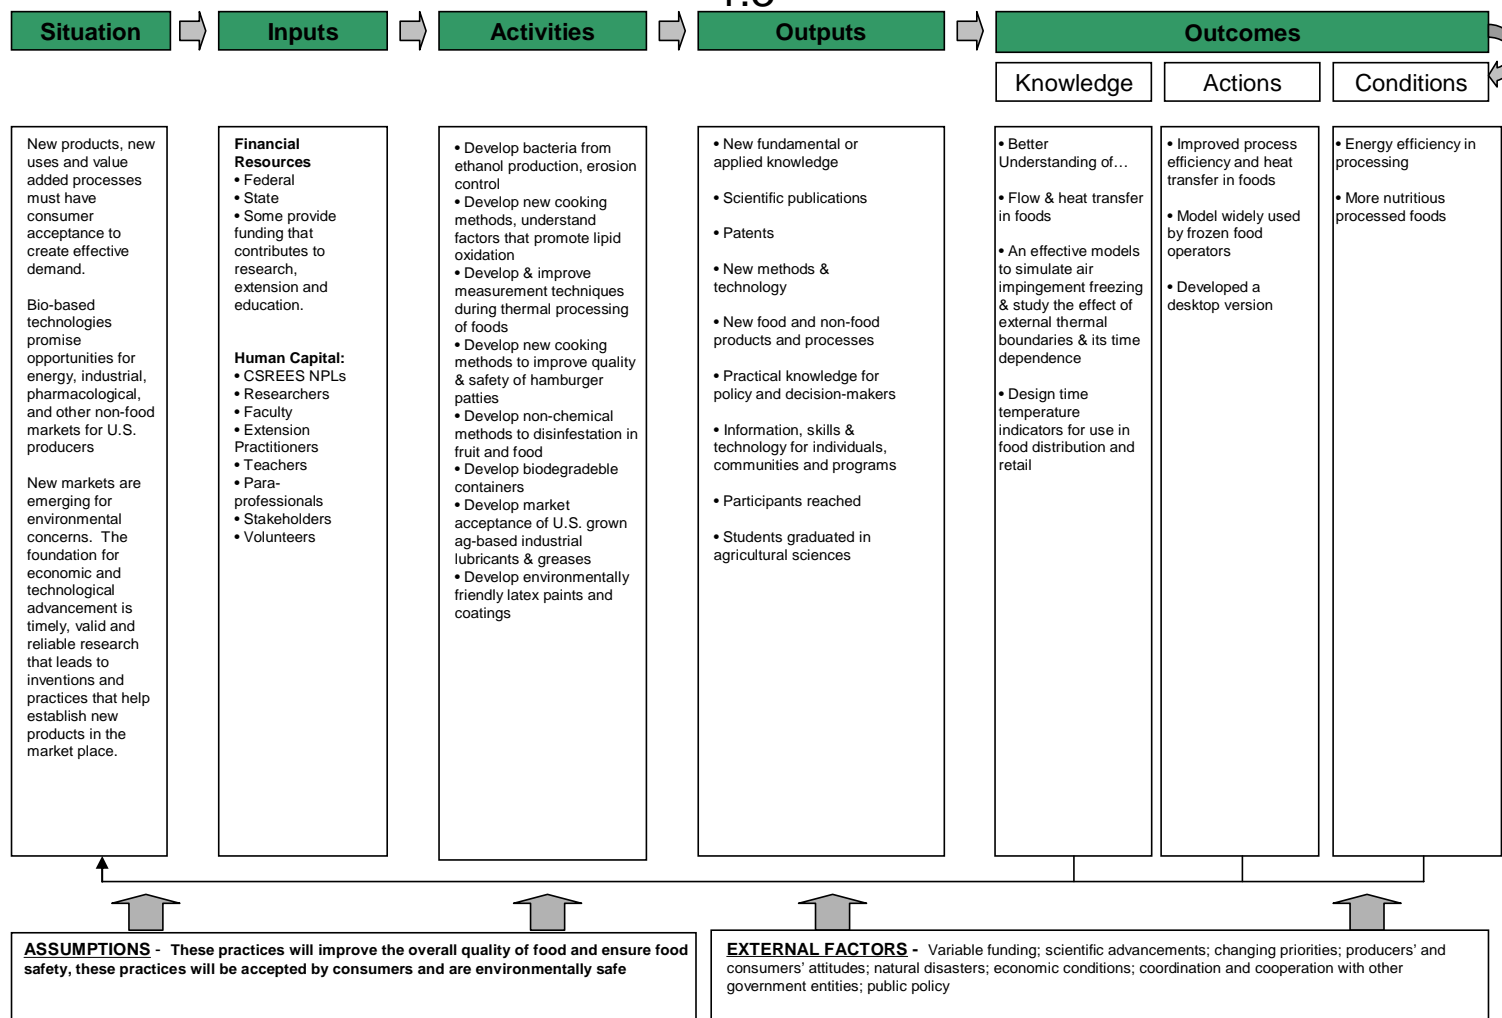 Situation
Inputs
Activities
Outputs
Outcomes
Knowledge
Actions
Conditions
New products, new
uses and value
added processes
must have
consumer
acceptance to
create effective
demand.
Bio-based
technologies
promise
opportunities for
energy, industrial,
pharmacological,
and other non-food
markets for U.S.
producers
New markets are
emerging for
environmental
concerns.  The
foundation for
economic and
technological
advancement is
timely, valid and
reliable research
that leads to
inventions and
practices that help
establish new
products in the
market place.
Financial
Resources
• Federal
• State
• Some provide
funding that
contributes to
research,
extension and
education.
Human Capital:
• CSREES NPLs
• Researchers
• Faculty
• Extension
Practitioners
• Teachers
• Para-
professionals
• Stakeholders
• Volunteers
• Develop bacteria from
ethanol production, erosion
control
• Develop new cooking
methods, understand
factors that promote lipid
oxidation
• Develop & improve
measurement techniques
during thermal processing
of foods
• Develop new cooking
methods to improve quality
& safety of hamburger
patties
• Develop non-chemical
methods to disinfestation in
fruit and food
• Develop biodegradeble
containers
• Develop market
acceptance of U.S. grown
ag-based industrial
lubricants & greases
• Develop environmentally
friendly latex paints and
coatings
• New fundamental or
applied knowledge
• Scientific publications
• Patents
• New methods &
technology
• New food and non-food
products and processes
• Practical knowledge for
policy and decision-makers
• Information, skills &
technology for individuals,
communities and programs
• Participants reached
• Students graduated in
agricultural sciences
• Better
Understanding of…
• Flow & heat transfer
in foods
• An effective models
to simulate air
impingement freezing
& study the effect of
external thermal
boundaries & its time
dependence
• Design time
temperature
indicators for use in
food distribution and
retail
• Improved process
efficiency and heat
transfer in foods
• Model widely used
by frozen food
operators
• Developed a
desktop version
• Energy efficiency in
processing
• More nutritious
processed foods
ASSUMPTIONS - These practices will improve the overall quality of food and ensure food
safety, these practices will be accepted by consumers and are environmentally safe
EXTERNAL FACTORS - Variable funding; scientific advancements; changing priorities; producers' and
consumers' attitudes; natural disasters; economic conditions; coordination and cooperation with other
government entities; public policy